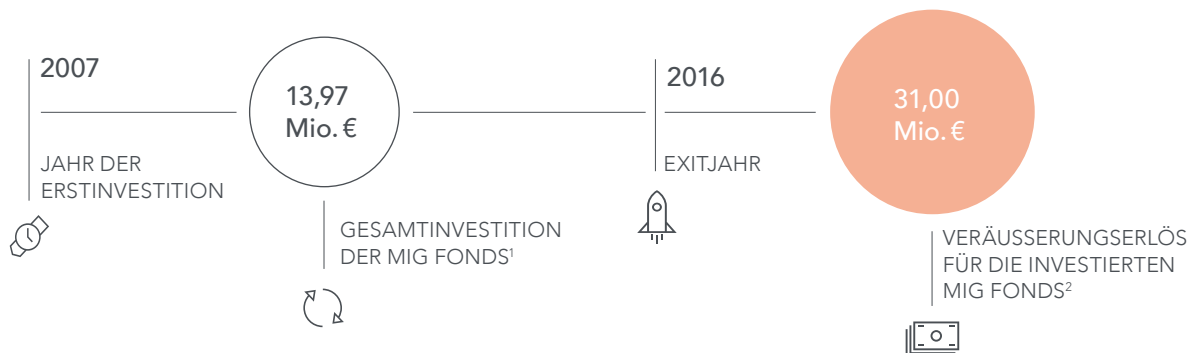 2007
JAHR DER
ERSTINVESTITION
13,97
Mio. €
GESAMTINVESTITION
DER MIG FONDS¹
2016
EXITJAHR
31,00
Mio. €
VERÄUSSERUNGSERLÖS
FÜR DIE INVESTIERTEN
MIG FONDS²